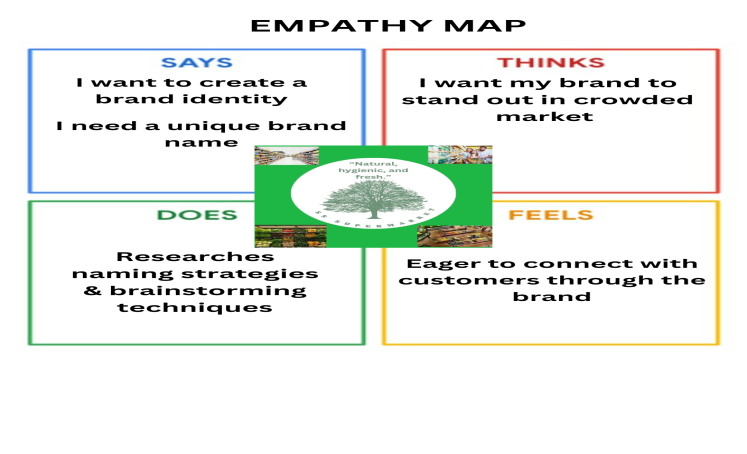 EMPATHY MAP
SAYS
I want to create a
brand identity
I need a unique brand
name
THINKS
I want my brand to
stand out in crowded
market
"Natural,
hygienic, and
fresh."
SUPERMARKET
DOES
Researches
naming strategies
& brainstorming
techniques
FEELS
Eager to connect with
customers through the
brand